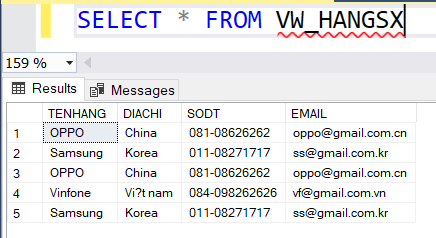 SELECT * FROM VW_HANGSX
159 %
Results Messages
TENHANG DIACHI SODT EMAIL
1 OPPO China 081-08626262 oppo@gmail.com.cn
2 Samsung Korea 011-08271717 ss@gmail.com.kr
3 OPPO China 081-08626262 oppo@gmail.com.cn
4 Vinfone Vi?t nam 084-098262626 vf@gmail.com.vn
5 Samsung Korea 011-08271717 ss@gmail.com.kr